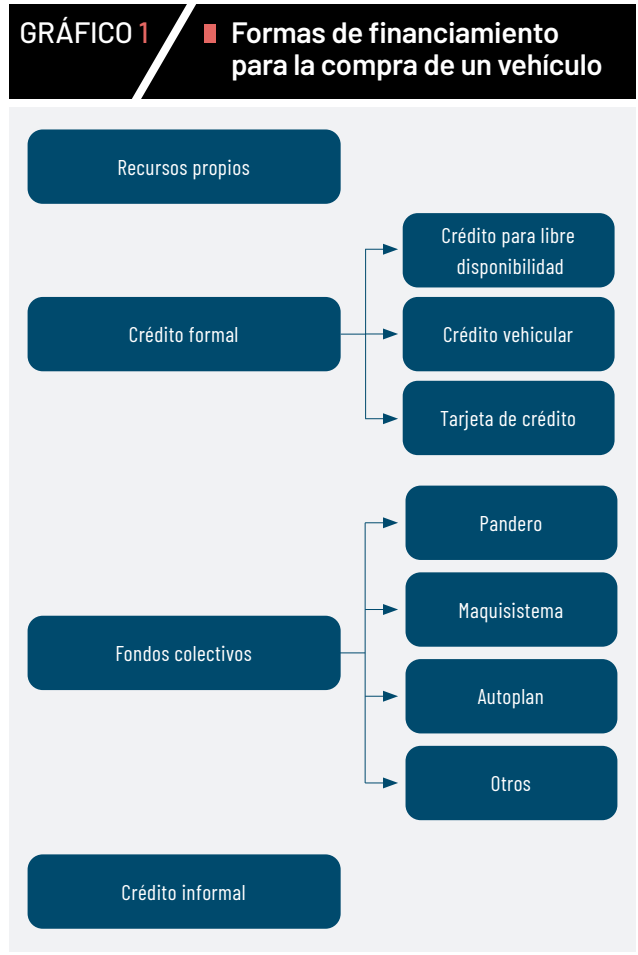 GRÁFICO 1
Formas de financiamiento
para la compra de un vehículo
Recursos propios
Crédito formal
Crédito para libre
disponibilidad
Crédito vehicular
Tarjeta de crédito
Fondos colectivos
Pandero
Maquisistema
Autoplan
Otros
Crédito informal